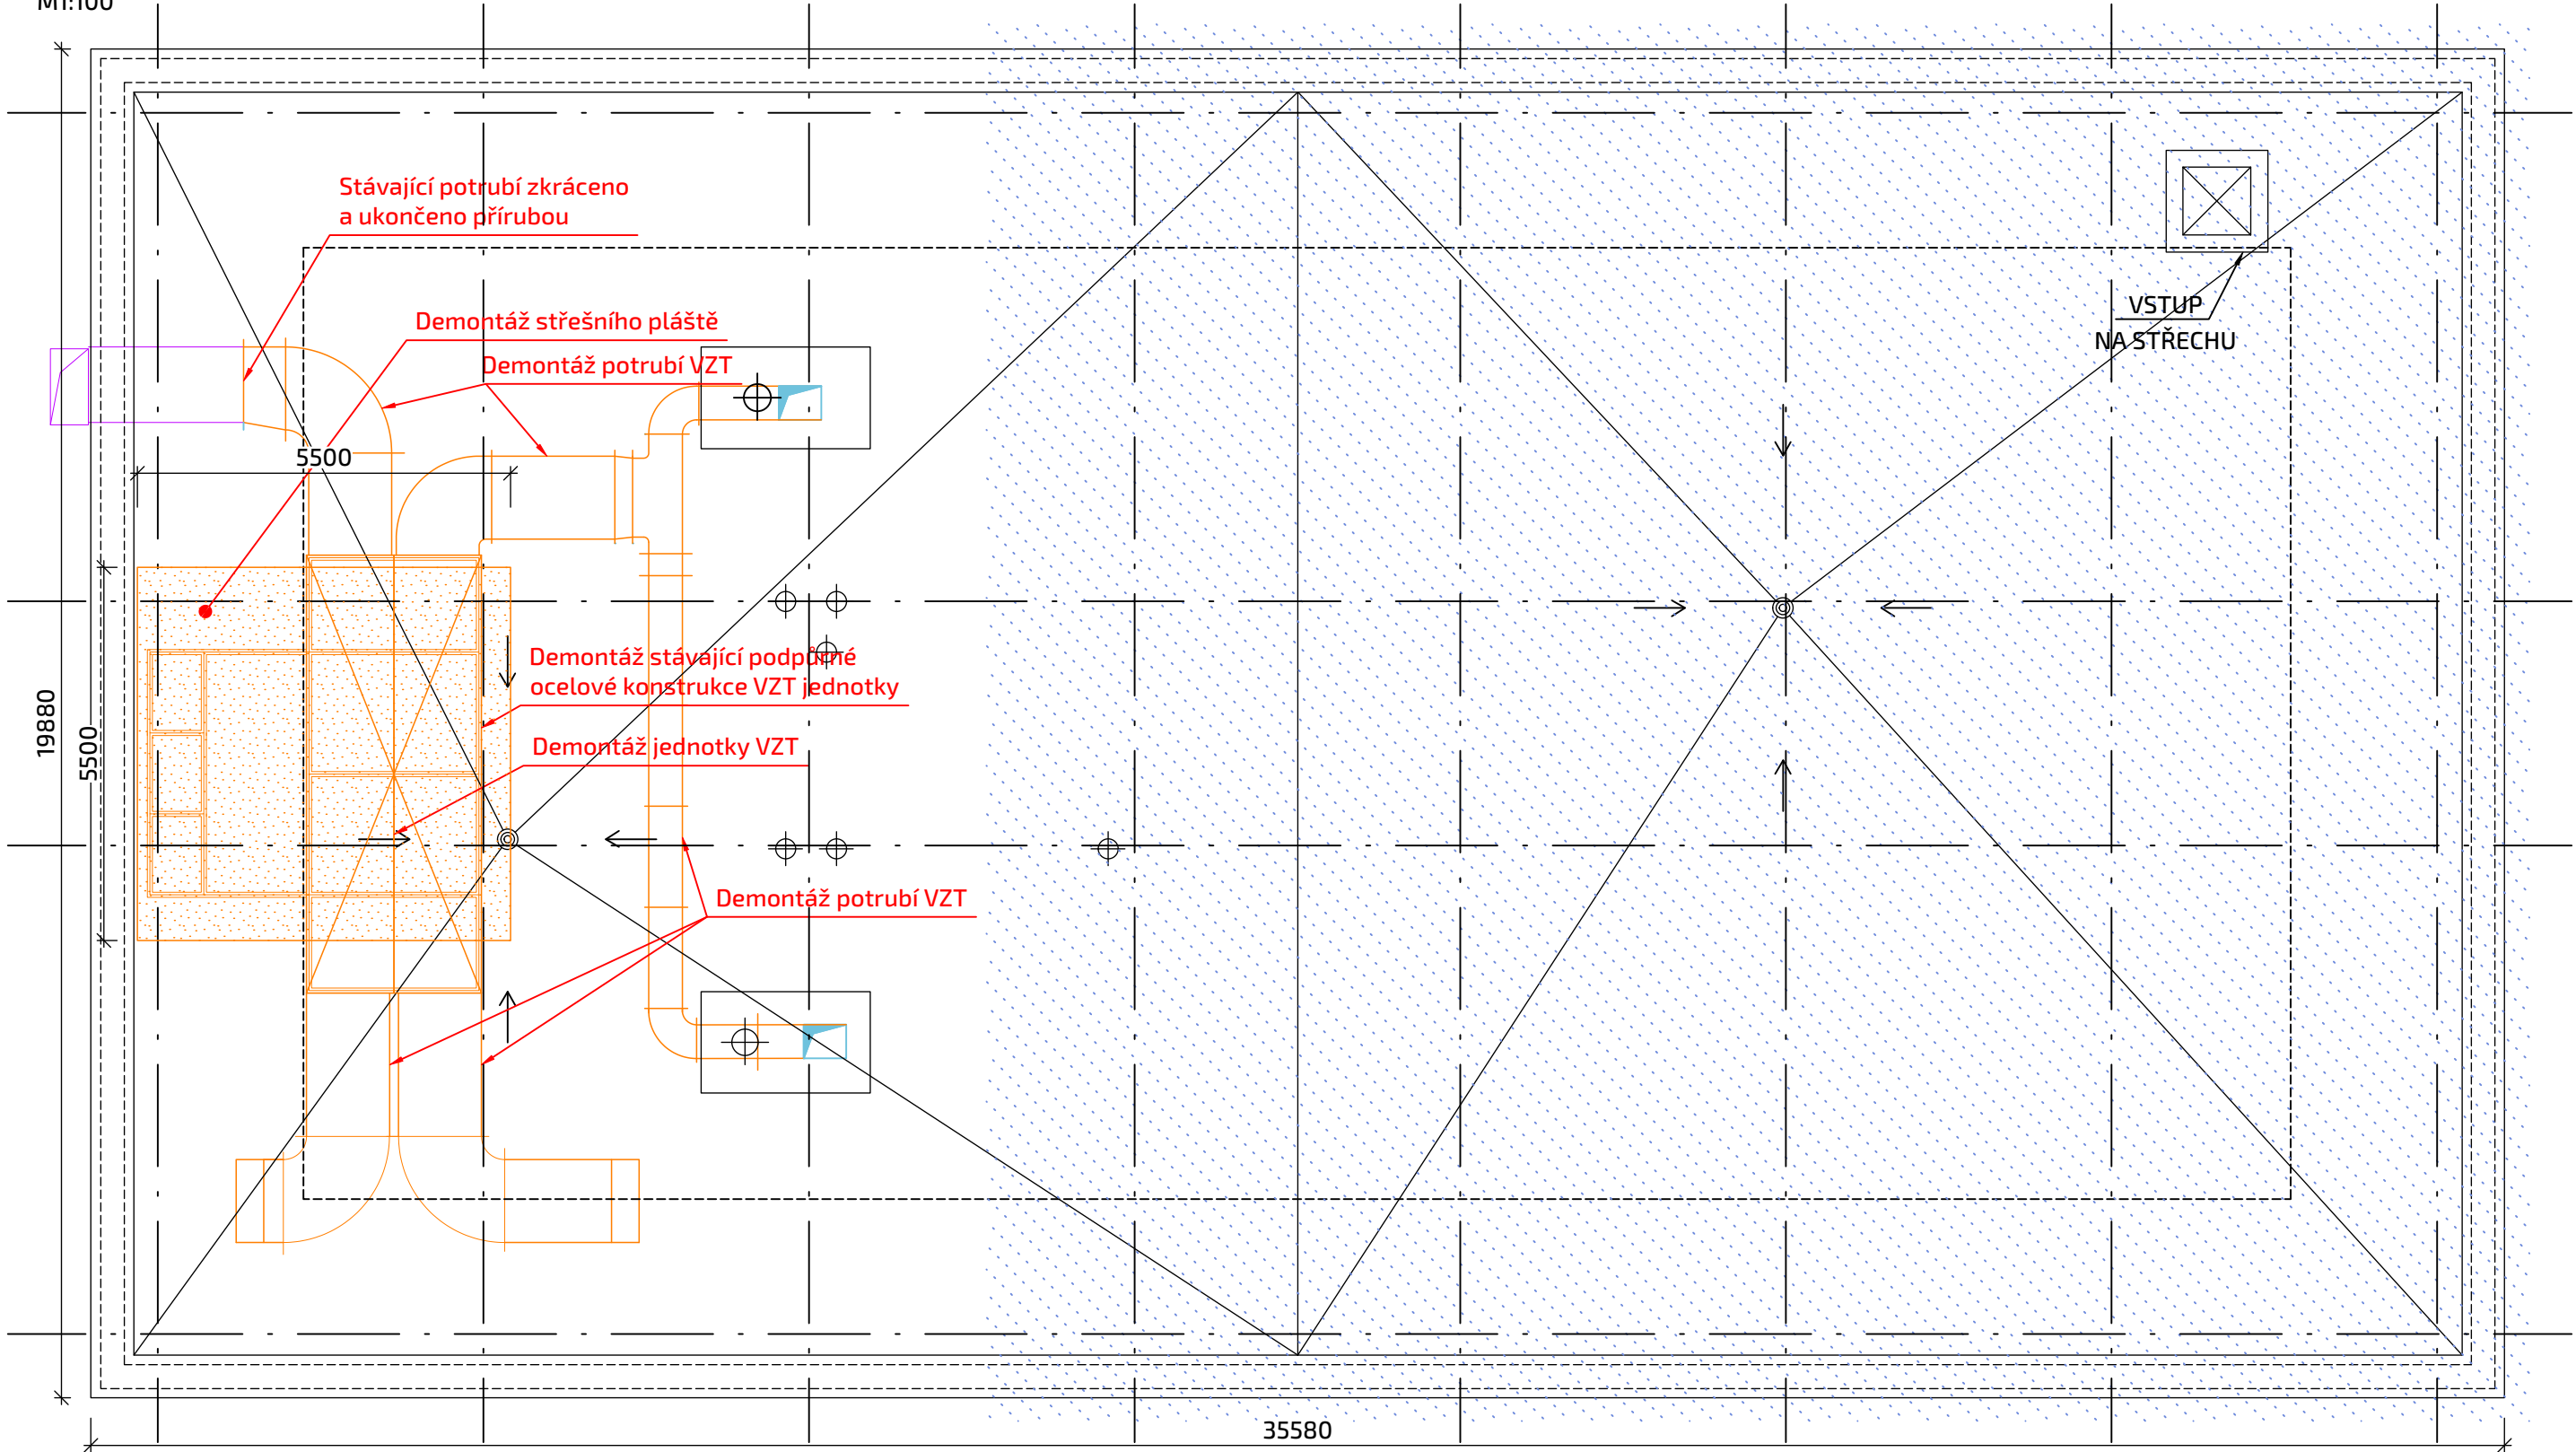 M1:100
Stávající potrubí zkráceno
a ukončeno přírubou
Demontáž střešního pláště
Demontáž potrubí VZT
VSTUP
NA STŘECHU
5500
Demontáž stávající podpůrné
ocelové konstrukce VZT jednotky
19880
5500
Demontáž jednotky VZT
Demontáž potrubí VZT
35580